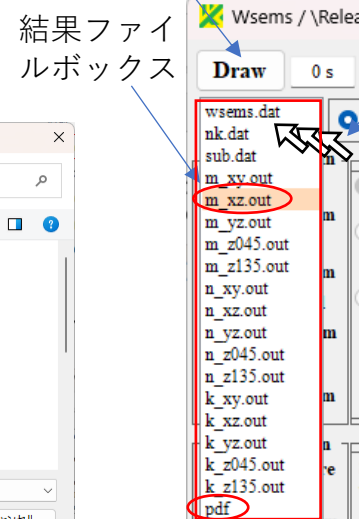 結果ファイ
ルボックス
Wsems / \Relea
Draw
0 s
wsems.dat
nk.dat
sub.dat
m_xy.out
m_xz.out
m_yz.out
m_z045.out
m_z135.out
n_xy.out
n_xz.out
n_yz.out
n_z045.out
n_z135.out
k_xy.out
k_xz.out
k_yz.out
k_z045.out
k_z135.out
pdf